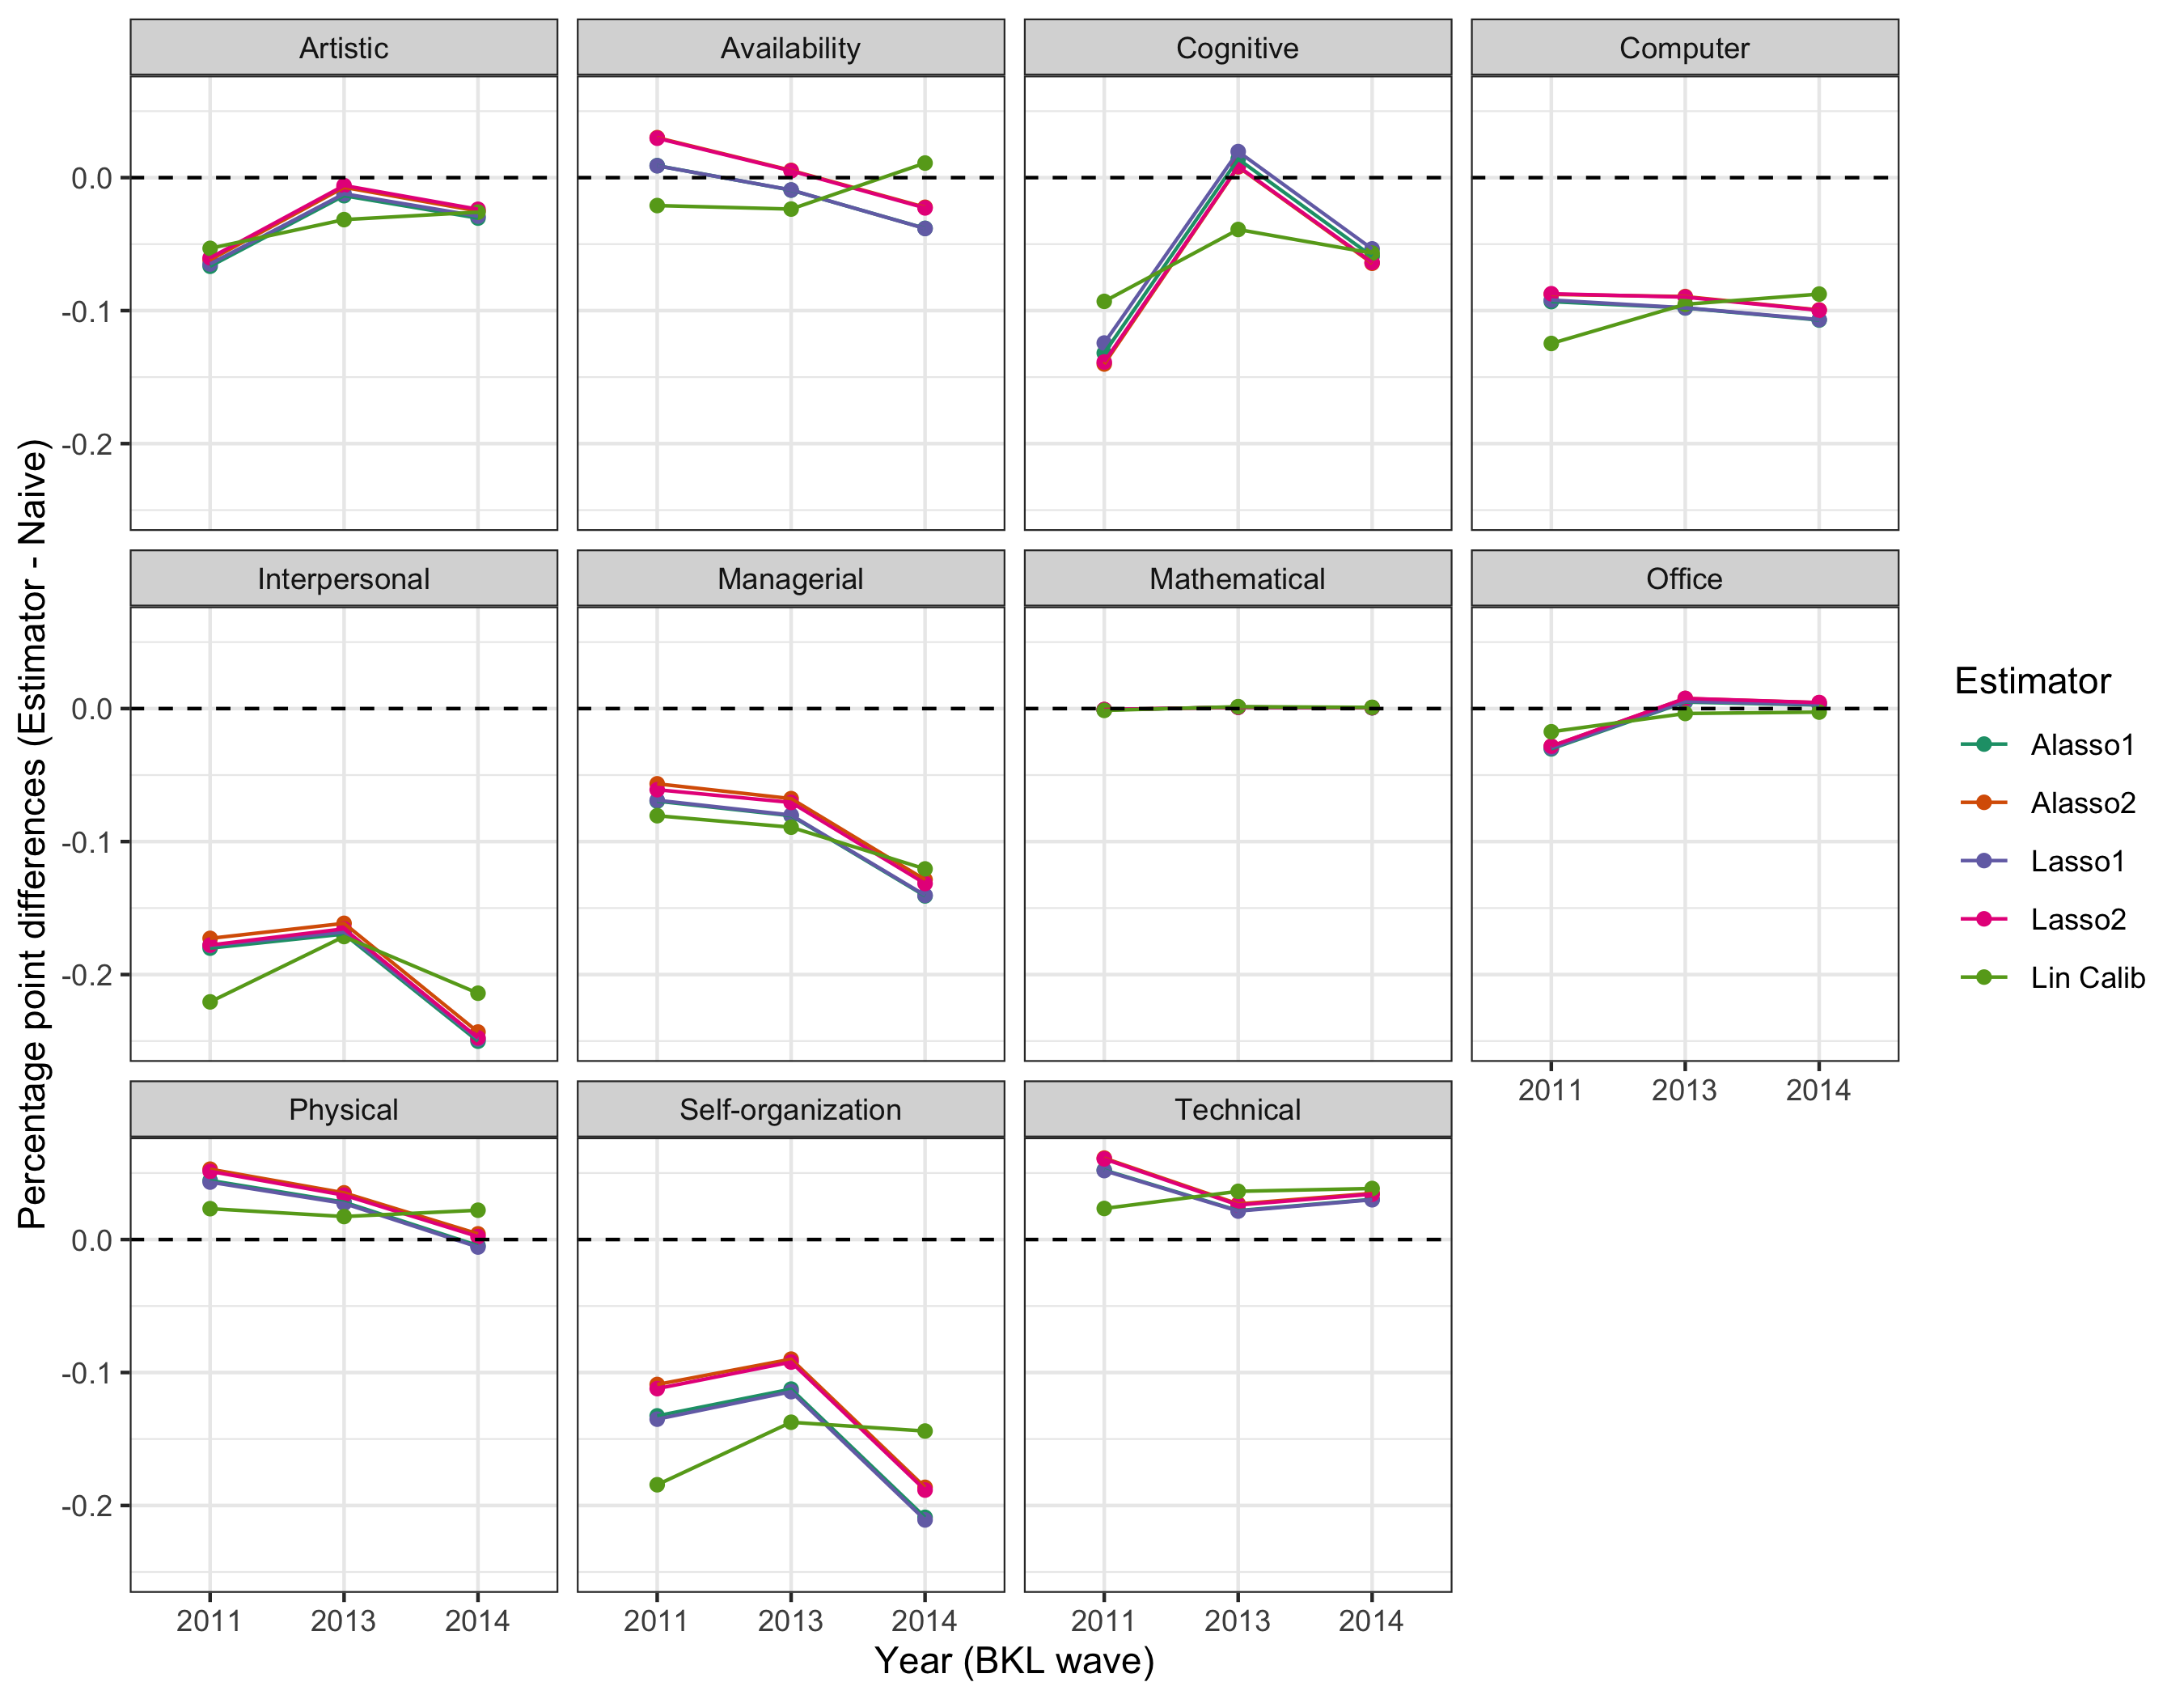 Artistic
Availability
Cognitive
Computer
0.0
-0.1
-0.2
Interpersonal
Managerial
Mathematical
Office
0.0
-0.1
-0.2
2011 2013 2014
Physical
Self-organization
Technical
0.0
-0.1
-0.2
2011 2013 2014
2011 2013 2014
2011 2013 2014
Year (BKL wave)
Percentage point differences (Estimator - Naive)
Estimator
Alasso1
Alasso2
Lasso1
Lasso2
Lin Calib